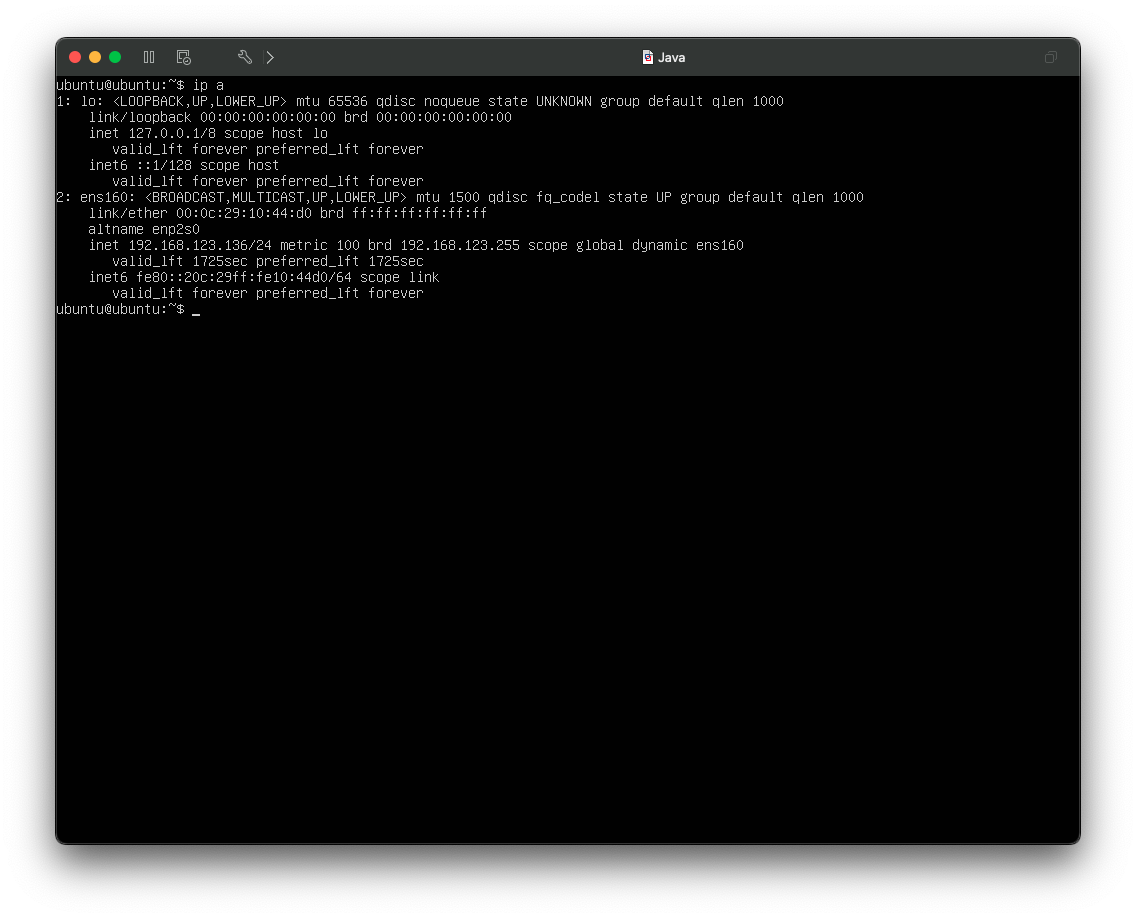 Java
ubuntu@ubuntu:~$ ip a
1: lo: <LOOPBACK,UP,LOWER_UP> mtu 65536 qdisc noqueue state UNKNOWN group default qlen 1000
    link/loopback 00:00:00:00:00:00 brd 00:00:00:00:00:00
    inet 127.0.0.1/8 scope host lo
       valid_lft forever preferred_lft forever
    inet6 ::1/128 scope host
       valid_lft forever preferred_lft forever
2: ens160: <BROADCAST,MULTICAST,UP,LOWER_UP> mtu 1500 qdisc fq_codel state UP group default qlen 1000
    link/ether 00:0c:29:10:44:d0 brd ff:ff:ff:ff:ff:ff
    altname enp2s0
    inet 192.168.123.136/24 metric 100 brd 192.168.123.255 scope global dynamic ens160
       valid_lft 1725sec preferred_lft 1725sec
    inet6 fe80::20c:29ff:fe10:44d0/64 scope link
       valid_lft forever preferred_lft forever
ubuntu@ubuntu:~$ _